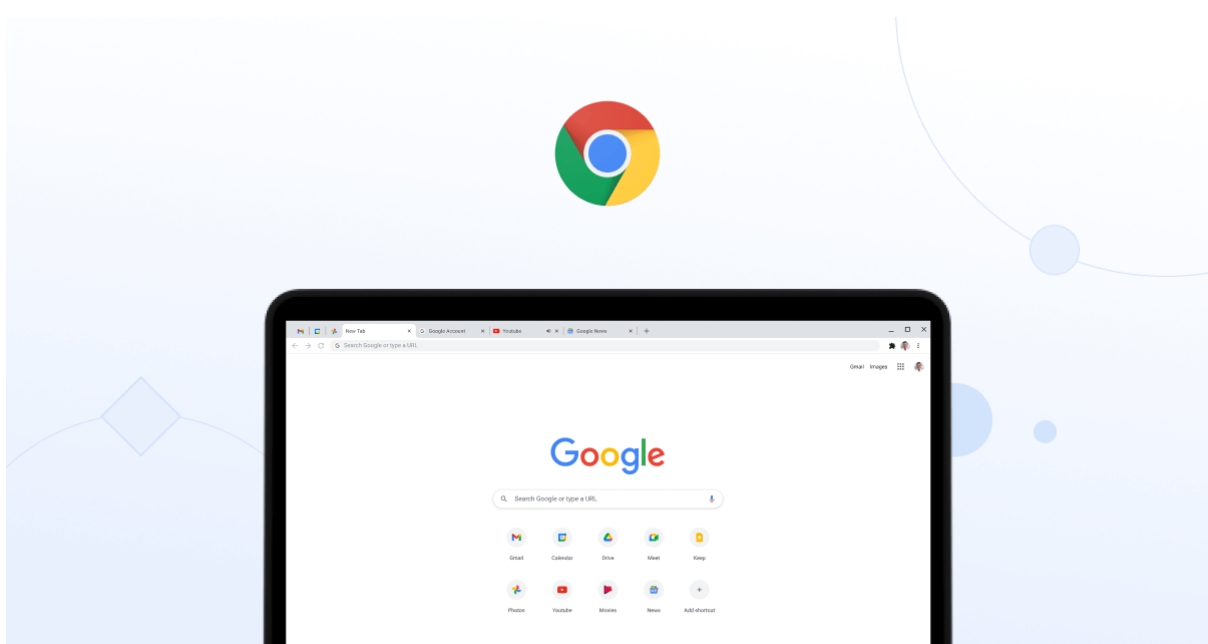 New Tab Google Account Youtube Google News
Search Google or type a URL
Gmail Images
Google
Search Google or type a URL
Gmail Calendar Drive Meet Keep
Photos Youtube Movies News Add shortcut